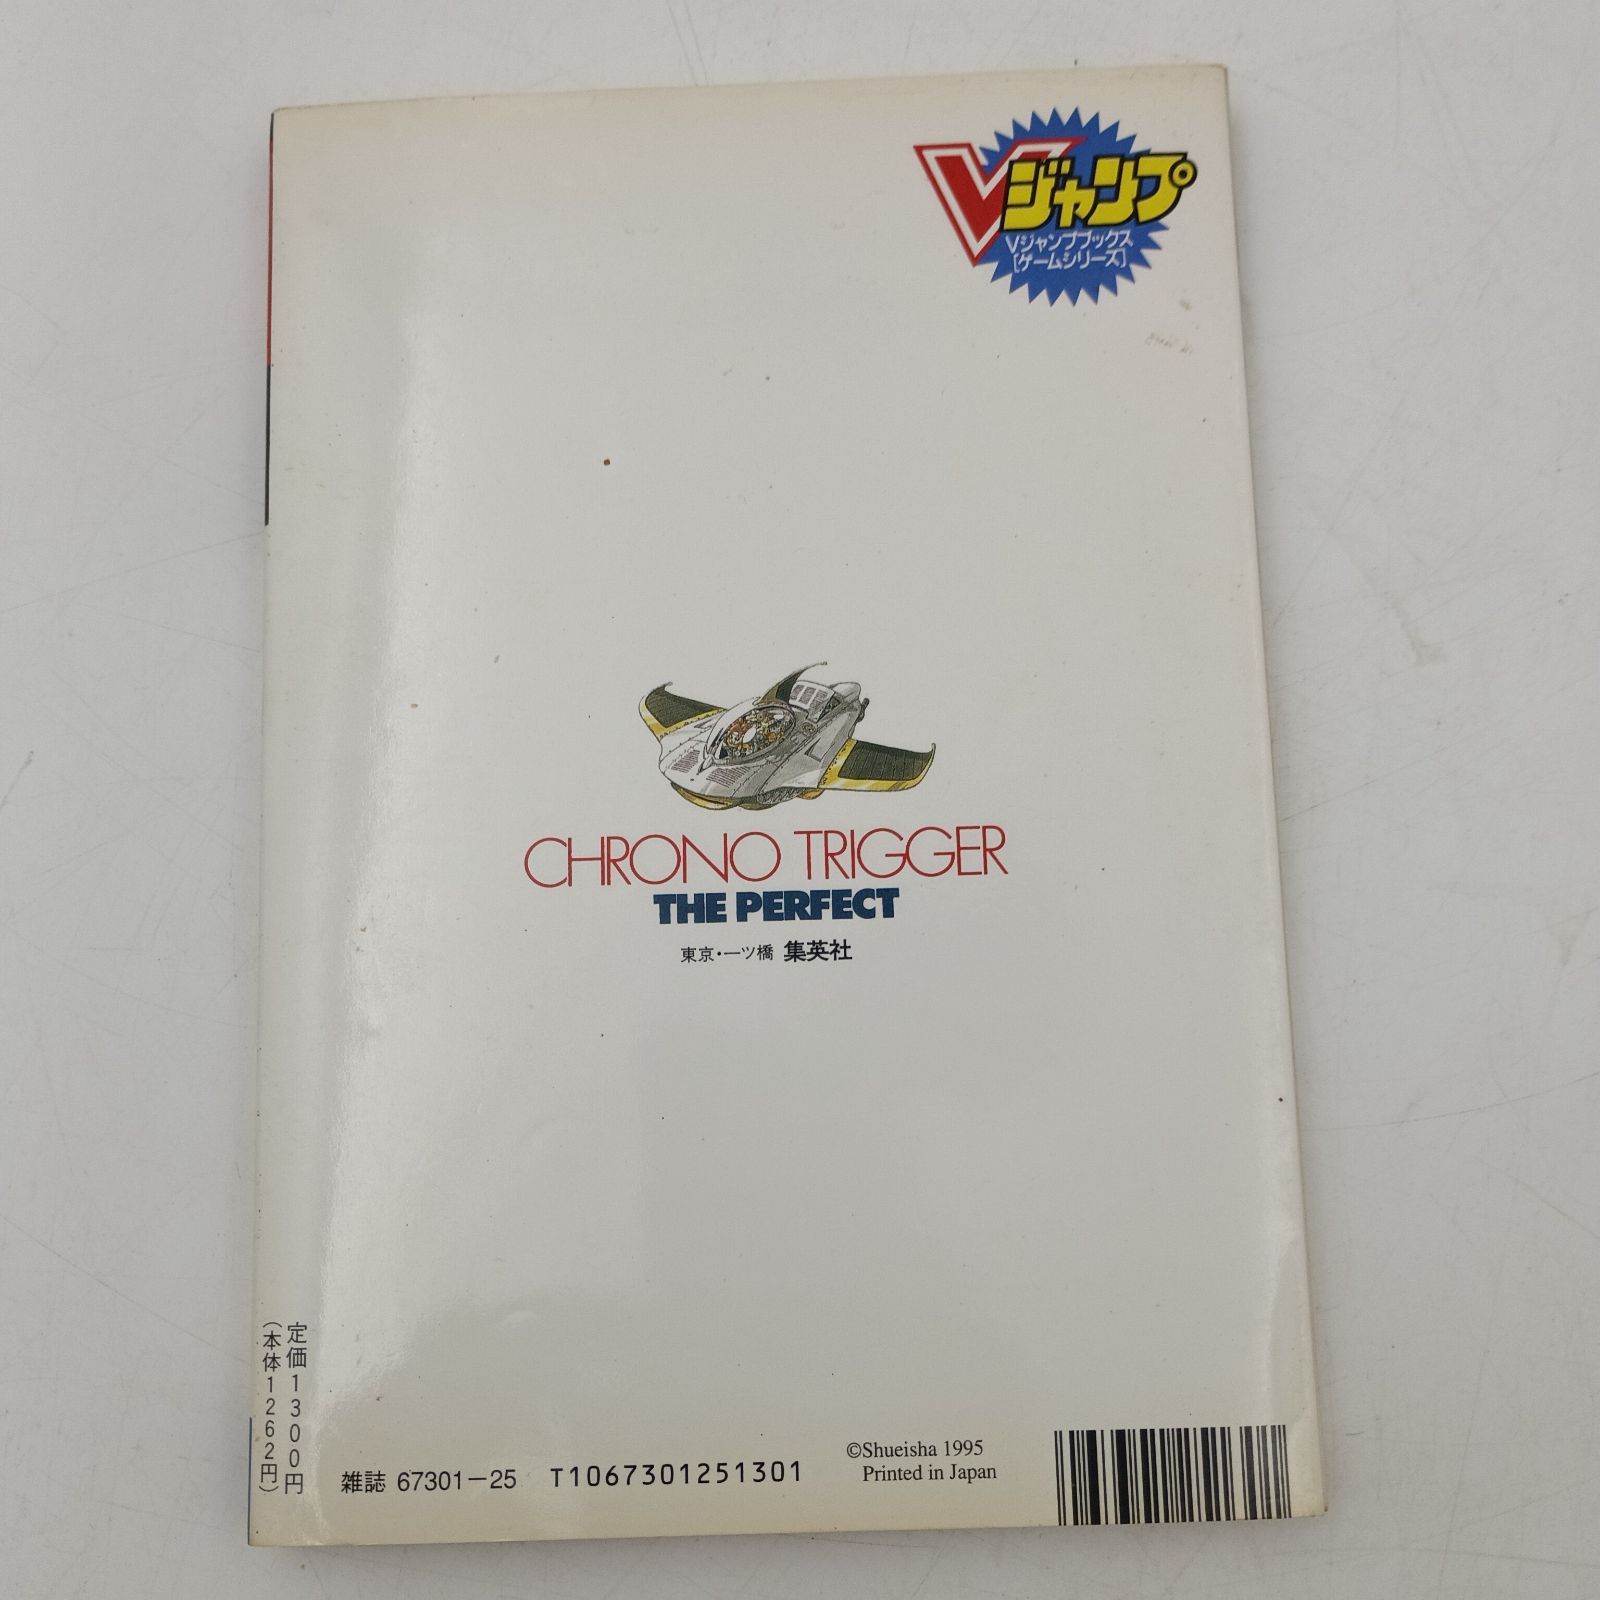 Vジャンプ
Vジャンプブックス
[ゲームシリーズ]
CHRONO TRIGGER
THE PERFECT
東京・一ツ橋 集英社
定価1300円
(本体1262円)
雑誌 67301-25 T1067301251301
©Shueisha 1995
Printed in Japan